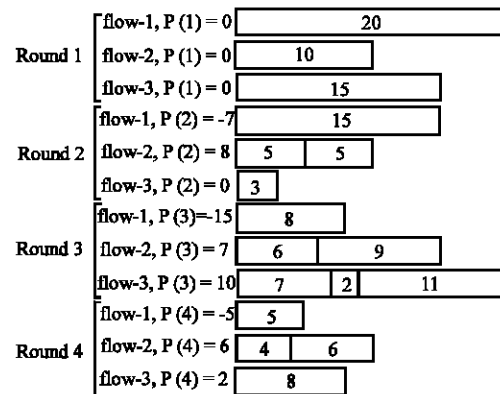 flow-1, P (1) = 0 20
Round 1 flow-2, P (1) = 0 10
flow-3, P (1) = 0 15
flow-1, P (2) = -7 15
Round 2 flow-2, P (2) = 8 5 5
flow-3, P (2) = 0 3
flow-1, P (3)=-15 8
Round 3 flow-2, P (3) = 7 6 9
flow-3, P (3) = 10 7 2 11
flow-1, P (4) = -5 5
Round 4 flow-2, P (4) = 6 4 6
flow-3, P (4) = 2 8